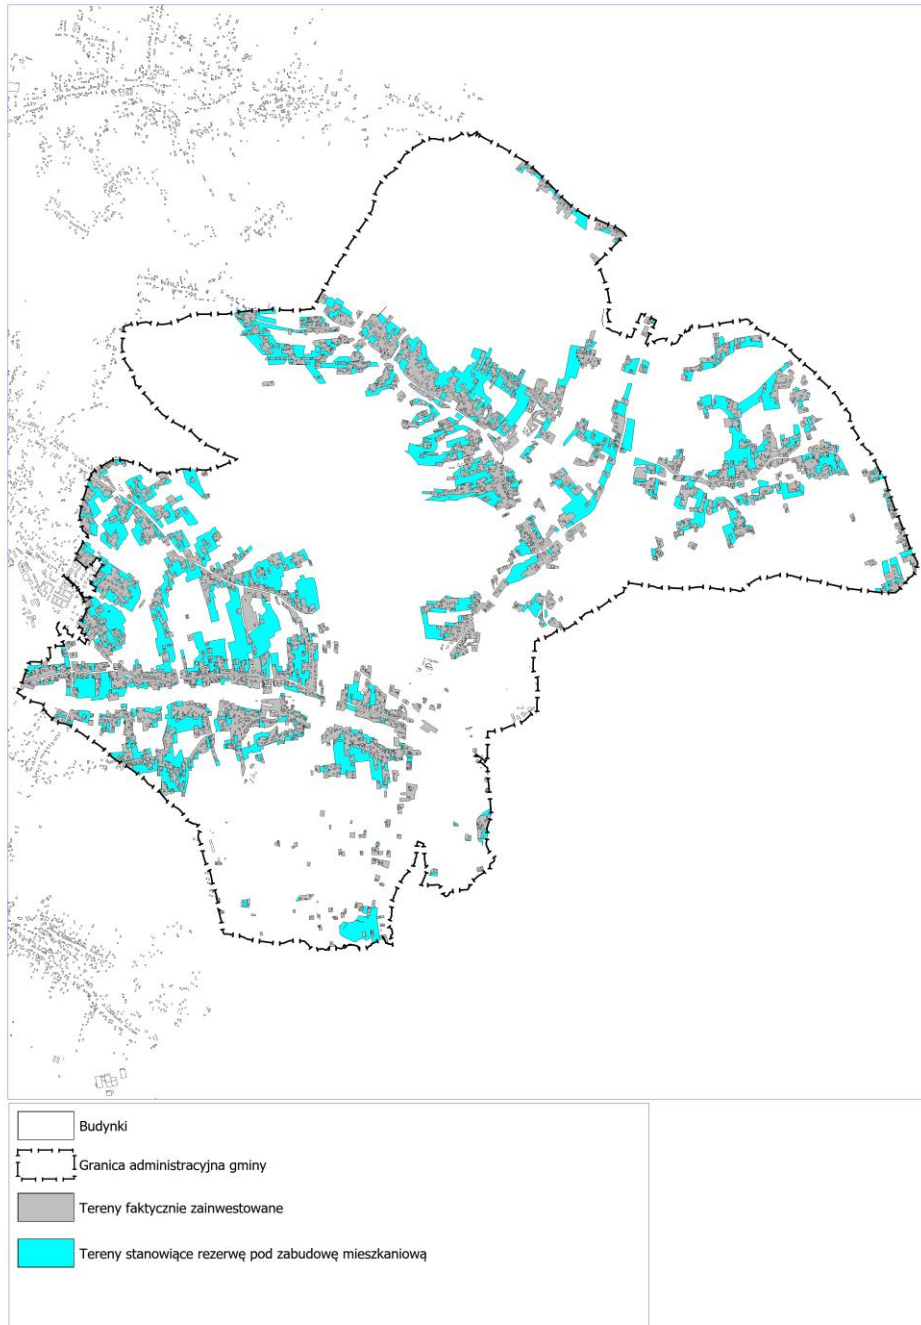 Budynki
Granica administracyjna gminy
Tereny faktycznie zainwestowane
Tereny stanowiące rezerwę pod zabudowę mieszkaniową